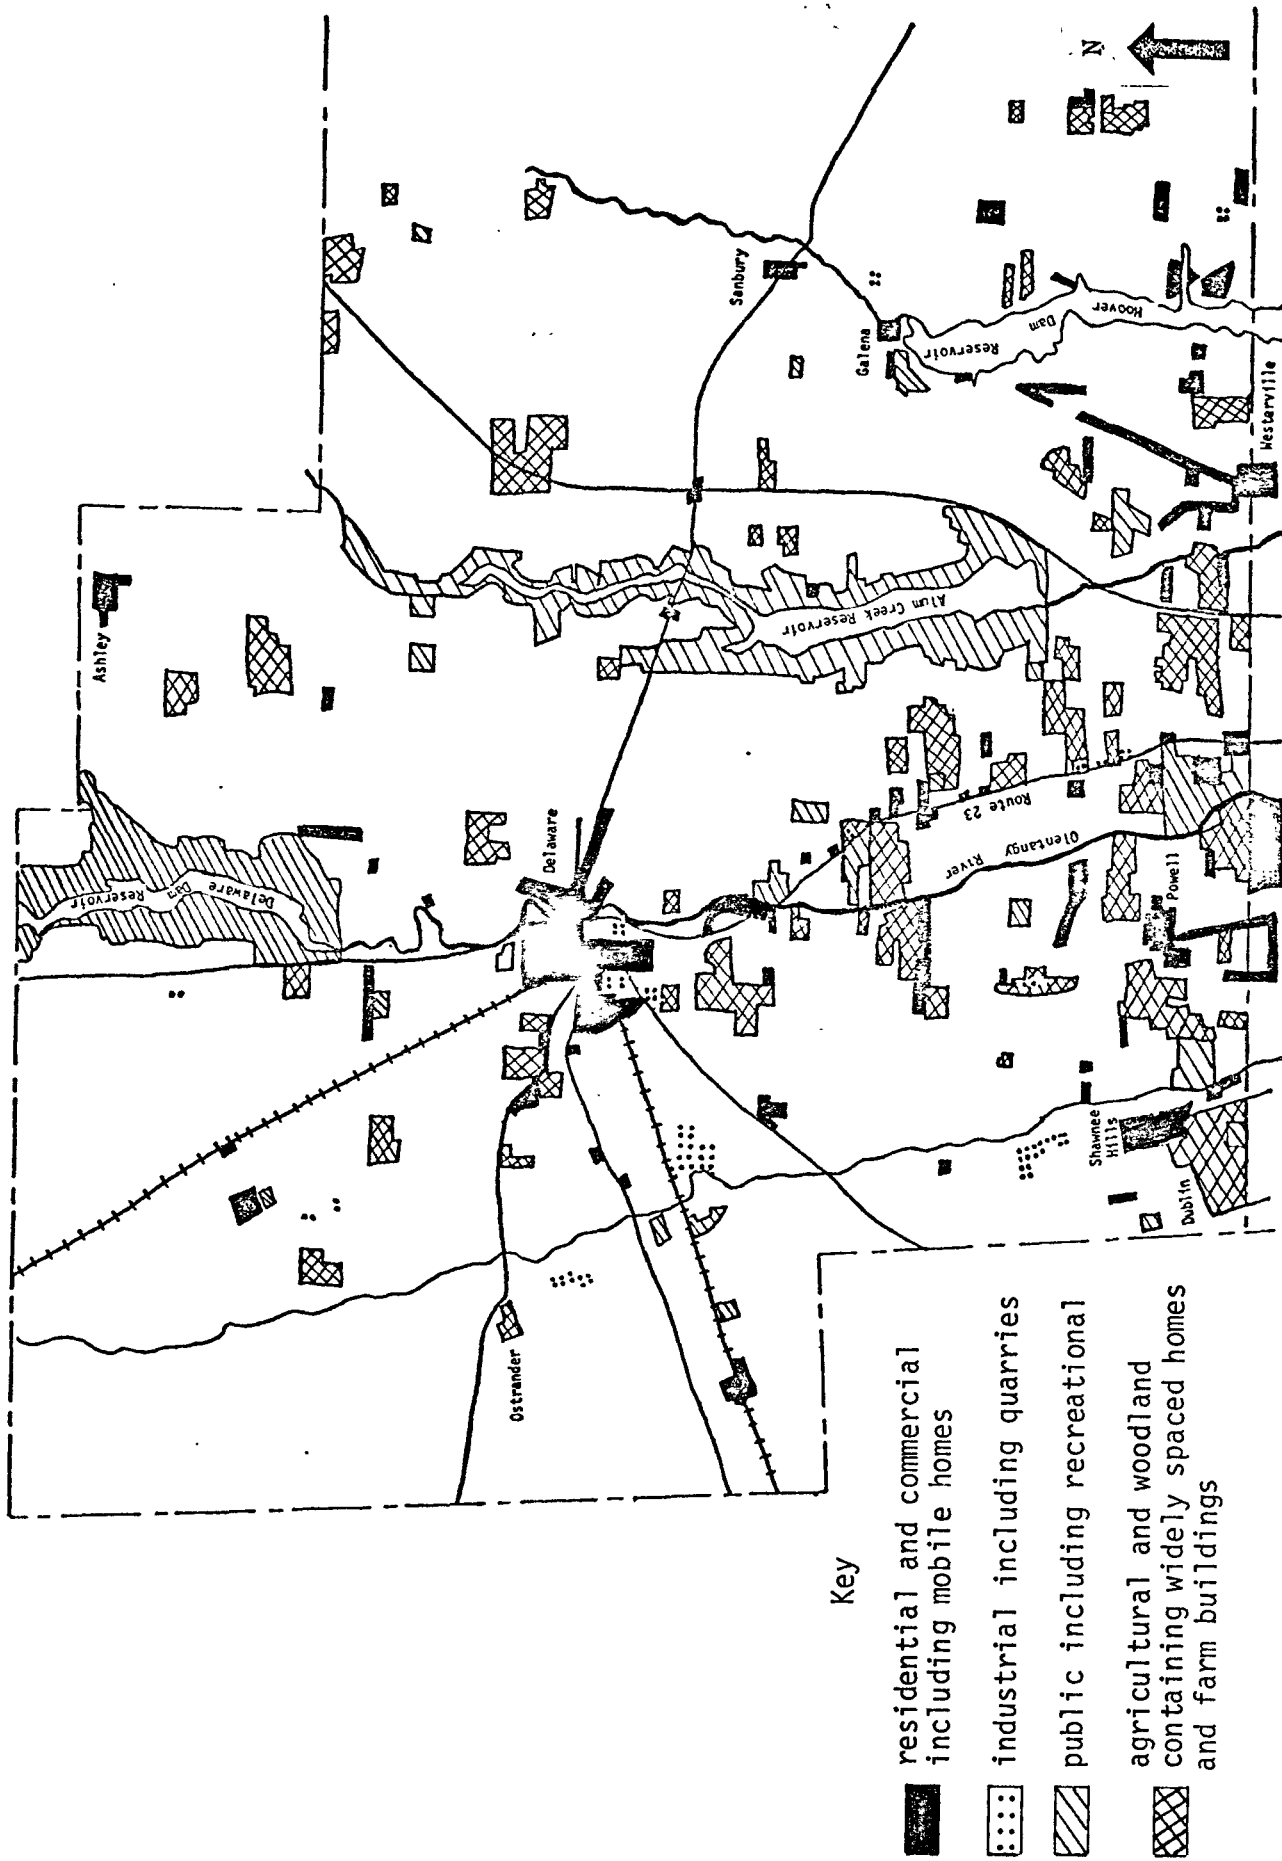 N
Ashley
Delaware
Dam
Reservoir
Delaware
Sanbury
Galena
Hoover
Dam
Reservoir
Alum Creek Reservoir
Ostrander
Route 23
Olentangy
River
Powell
Shawnee
Hills
Dublin
Westarville
Key
residential and commercial
including mobile homes
industrial including quarries
public including recreational
agricultural and woodland
containing widely spaced homes
and farm buildings